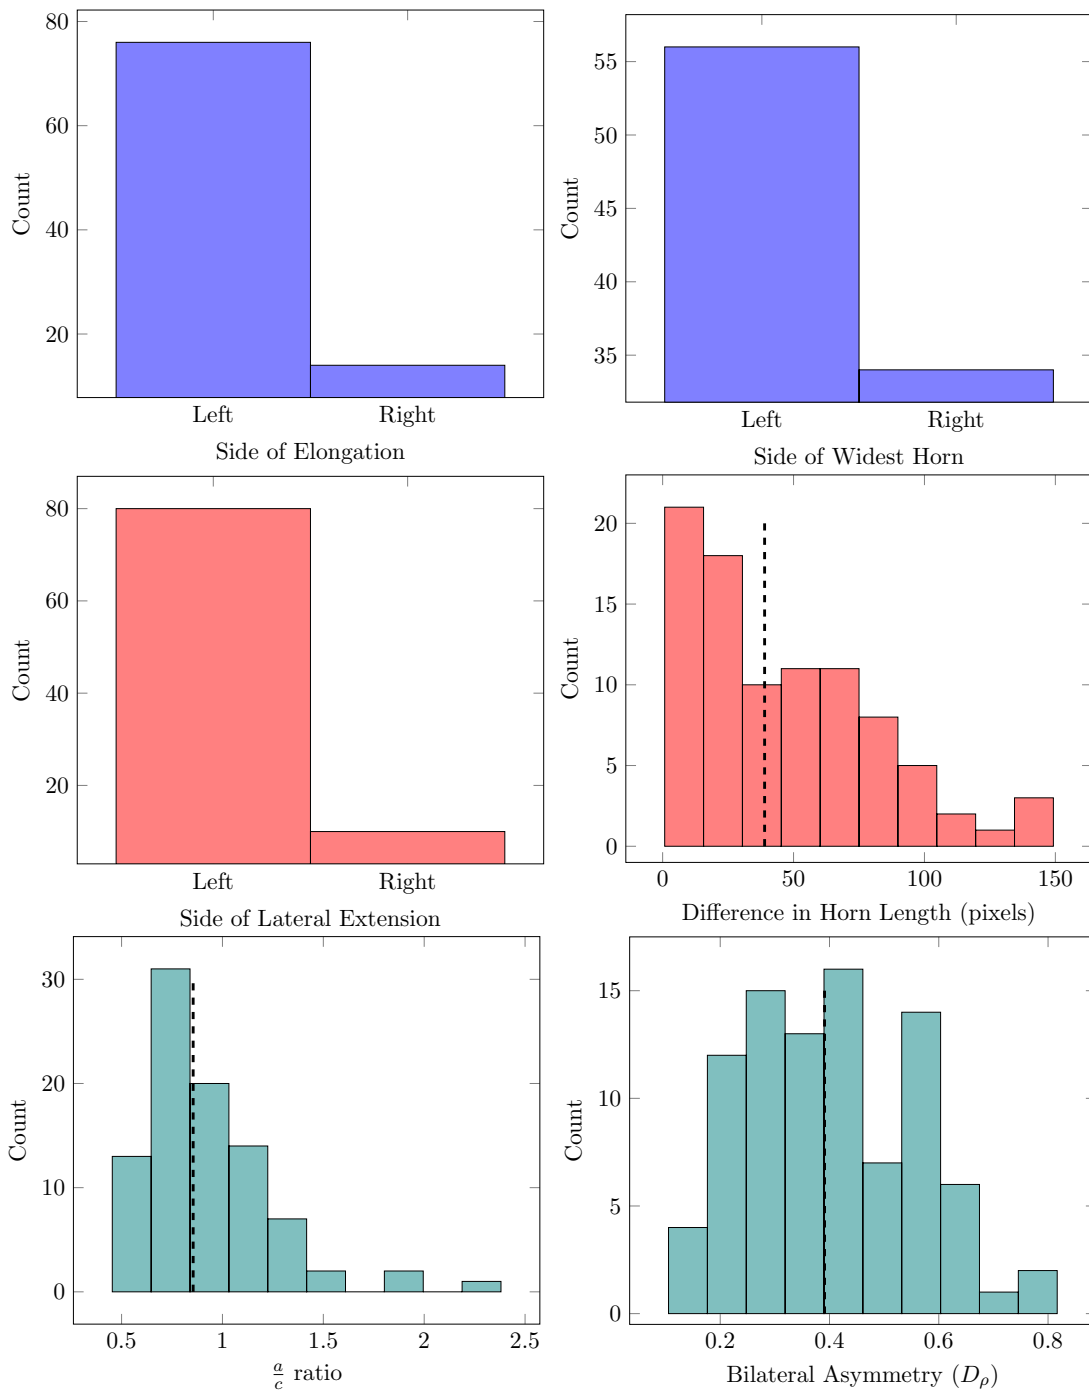 80
60
40
20
Count
Left Right
Side of Elongation
55
50
45
40
35
Count
Left Right
Side of Widest Horn
80
60
40
20
Count
Left Right
Side of Lateral Extension
20
15
10
5
0
Count
0 50 100 150
Difference in Horn Length (pixels)
30
20
10
0
Count
0.5 1 1.5 2 2.5
a/c ratio
15
10
5
0
Count
0.2 0.4 0.6 0.8
Bilateral Asymmetry (D_ρ)